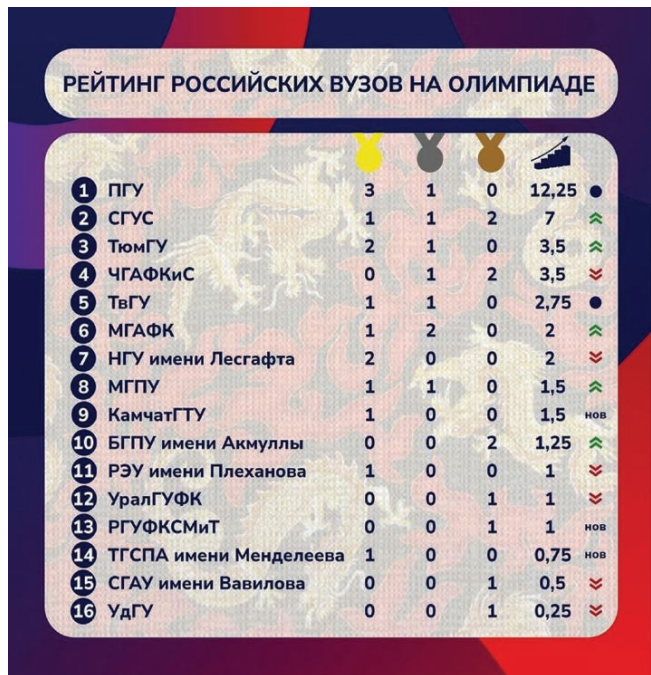 РЕЙТИНГ РОССИЙСКИХ ВУЗОВ НА ОЛИМПИАДЕ
1 ПГУ 3 1 0 12,25
2 СГУС 1 1 2 7
3 ТюмГУ 2 1 0 3,5
4 ЧГАФКиС 0 1 2 3,5
5 ТвГУ 1 1 0 2,75
6 МГАФК 1 2 0 2
7 НГУ имени Лесгафта 2 0 0 2
8 МГПУ 1 1 0 1,5
9 КамчатГТУ 1 0 0 1,5 нов
10 БГПУ имени Акмуллы 0 0 2 1,25
11 РЭУ имени Плеханова 1 0 0 1
12 УралГУФК 0 0 1 1
13 РГУФКСМиТ 0 0 1 1 нов
14 ТГСПА имени Менделеева 1 0 0 0,75 нов
15 СГАУ имени Вавилова 0 0 1 0,5
16 УдГУ 0 0 1 0,25